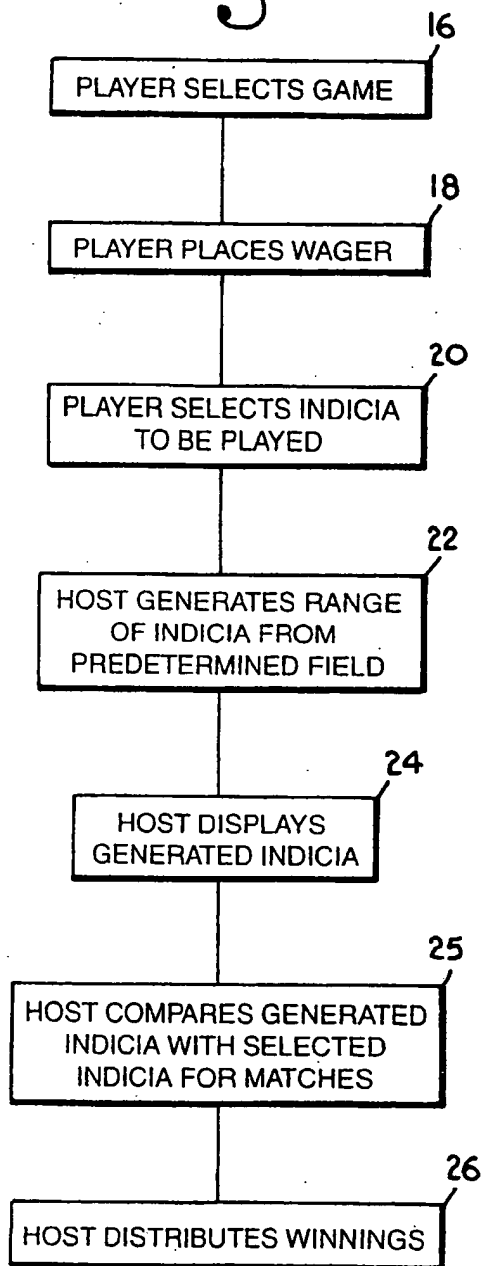 16
PLAYER SELECTS GAME
18
PLAYER PLACES WAGER
20
PLAYER SELECTS INDICIA
TO BE PLAYED
22
HOST GENERATES RANGE
OF INDICIA FROM
PREDETERMINED FIELD
24
HOST DISPLAYS
GENERATED INDICIA
25
HOST COMPARES GENERATED
INDICIA WITH SELECTED
INDICIA FOR MATCHES
26
HOST DISTRIBUTES WINNINGS